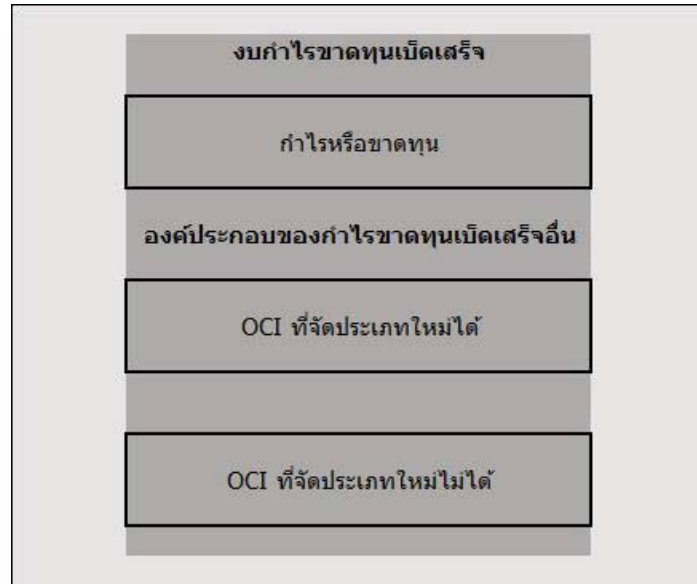 งบกำไรขาดทุนเบ็ดเสร็จ
กำไรหรือขาดทุน
องค์ประกอบของกำไรขาดทุนเบ็ดเสร็จอื่น
OCI ที่จัดประเภทใหม่ได้
OCI ที่จัดประเภทใหม่ไม่ได้